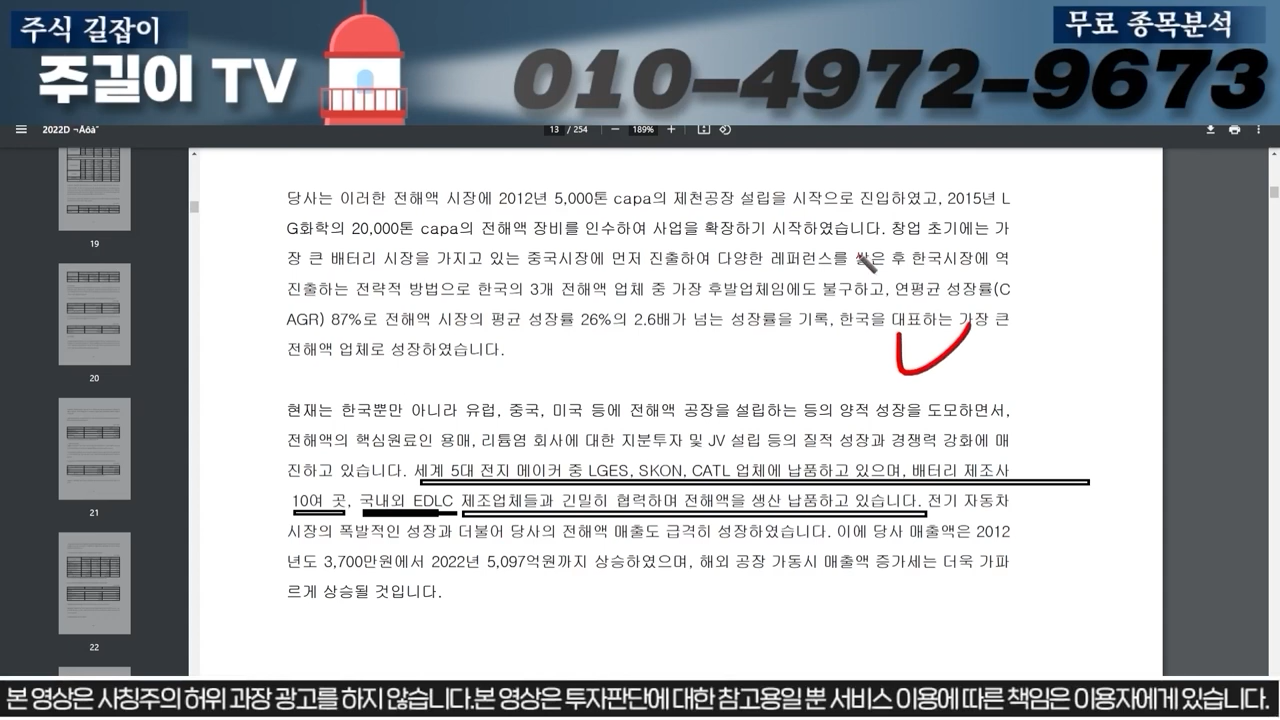 주식 길잡이
무료 종목분석
주길이 TV
010-4972-9673
2022D ¬Åôàˆ
13 / 254
189%
당사는 이러한 전해액 시장에 2012년 5,000톤 capa의 제천공장 설립을 시작으로 진입하였고, 2015년 L
G화학의 20,000톤 capa의 전해액 장비를 인수하여 사업을 확장하기 시작하였습니다. 창업 초기에는 가
장 큰 배터리 시장을 가지고 있는 중국시장에 먼저 진출하여 다양한 레퍼런스를 쌓은 후 한국시장에 역
진출하는 전략적 방법으로 한국의 3개 전해액 업체 중 가장 후발업체임에도 불구하고, 연평균 성장률(C
AGR) 87%로 전해액 시장의 평균 성장률 26%의 2.6배가 넘는 성장률을 기록, 한국을 대표하는 가장 큰
전해액 업체로 성장하였습니다.
현재는 한국뿐만 아니라 유럽, 중국, 미국 등에 전해액 공장을 설립하는 등의 양적 성장을 도모하면서,
전해액의 핵심원료인 용매, 리튬염 회사에 대한 지분투자 및 JV 설립 등의 질적 성장과 경쟁력 강화에 매
진하고 있습니다. 세계 5대 전지 메이커 중 LGES, SKON, CATL 업체에 납품하고 있으며, 배터리 제조사
10여 곳, 국내외 EDLC 제조업체들과 긴밀히 협력하며 전해액을 생산 납품하고 있습니다. 전기 자동차
시장의 폭발적인 성장과 더불어 당사의 전해액 매출도 급격히 성장하였습니다. 이에 당사 매출액은 2012
년도 3,700만원에서 2022년 5,097억원까지 상승하였으며, 해외 공장 가동시 매출액 증가세는 더욱 가파
르게 상승될 것입니다.
19
20
21
22
본 영상은 사칭주의 허위 과장 광고를 하지 않습니다.본 영상은 투자판단에 대한 참고용일 뿐 서비스 이용에 따른 책임은 이용자에게 있습니다.